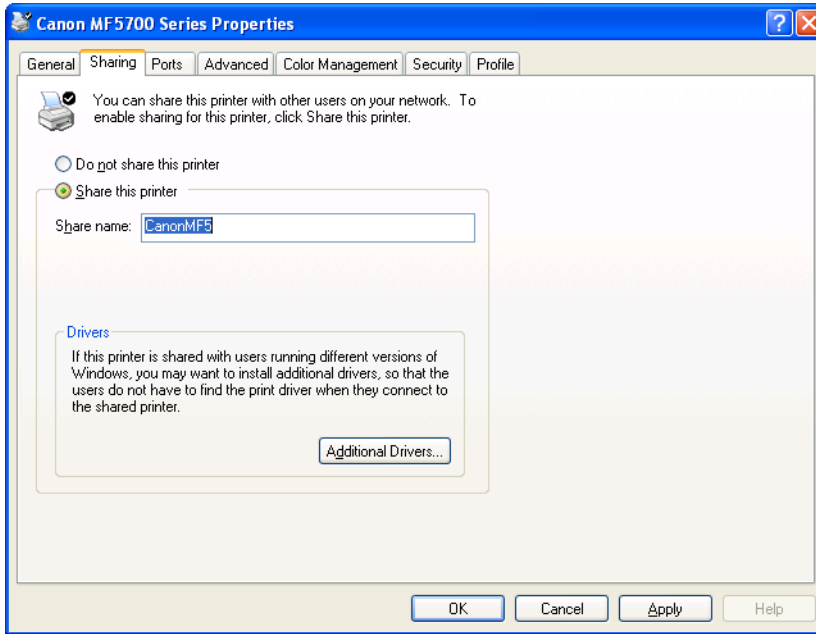 Canon MF5700 Series Properties
General Sharing Ports Advanced Color Management Security Profile
You can share this printer with other users on your network. To
enable sharing for this printer, click Share this printer.
Do not share this printer
Share this printer
Share name: CanonMF5
Drivers
If this printer is shared with users running different versions of
Windows, you may want to install additional drivers, so that the
users do not have to find the print driver when they connect to
the shared printer.
Additional Drivers...
OK Cancel Apply Help